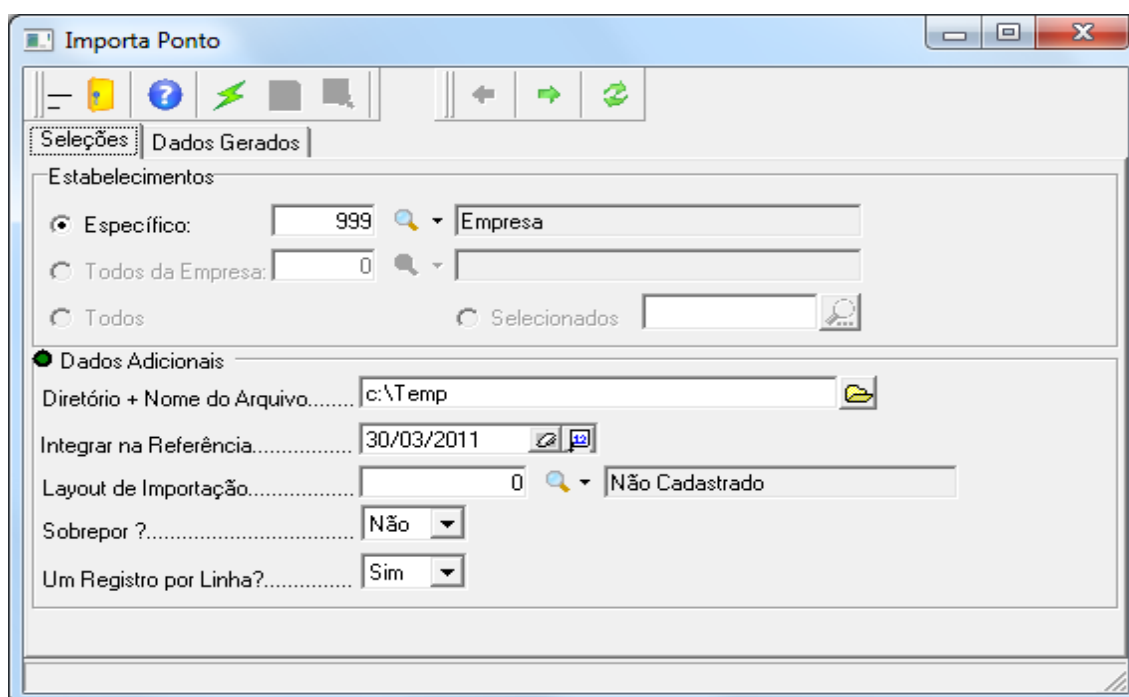 Importa Ponto
Seleções Dados Gerados
Estabelecimentos
Específico: 999 Empresa
Todos da Empresa: 0
Todos Selecionados
Dados Adicionais
Diretório + Nome do Arquivo........ c:\Temp
Integrar na Referência................. 30/03/2011 12
Layout de Importação.................. 0 Não Cadastrado
Sobrepor ?................................... Não
Um Registro por Linha?............... Sim